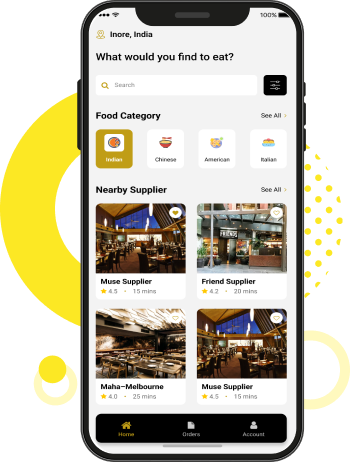 100%
Inore, India
What would you find to eat?
Search
Food Category See All
Indian Chinese American Italian
Nearby Supplier See All
FRIENDS
Muse Supplier Friend Supplier
4.5 • 15 mins 4.2 • 20 mins
Maha-Melbourne Muse Supplier
4.0 • 25 mins 4.5 • 15 mins
Home Orders Account